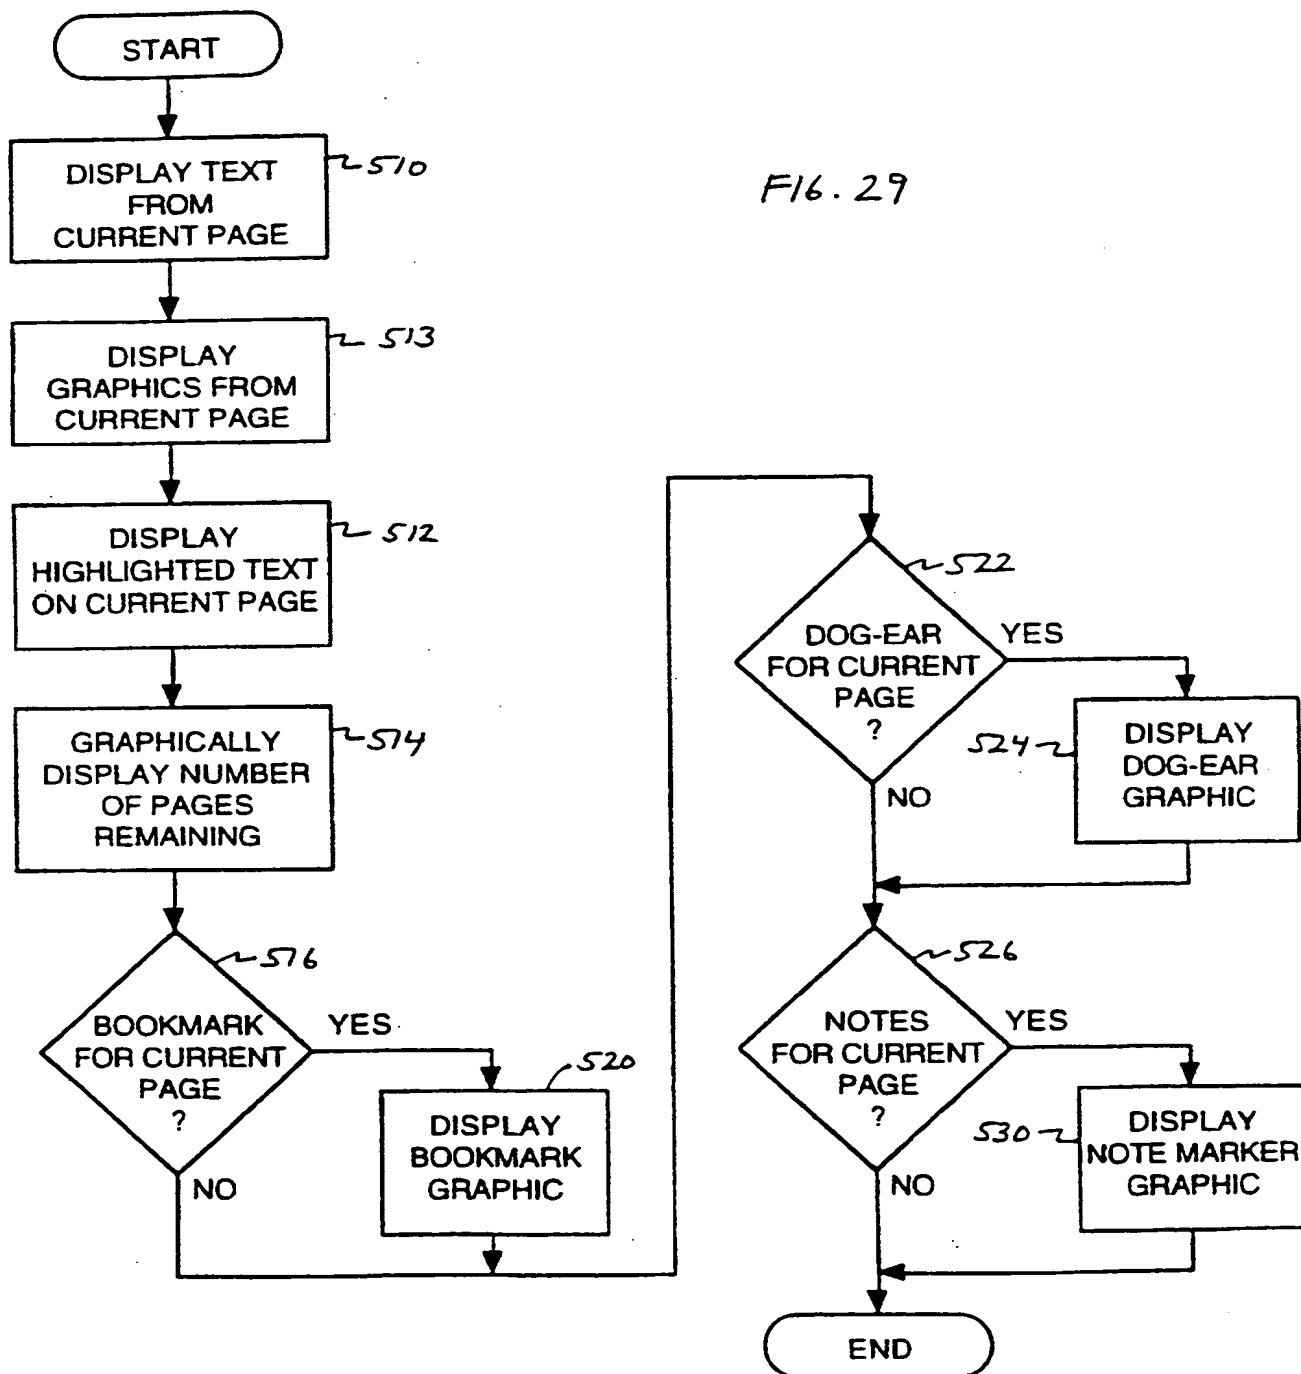 START
DISPLAY TEXT
FROM
CURRENT PAGE
510
FIG. 29
DISPLAY
GRAPHICS FROM
CURRENT PAGE
513
DISPLAY
HIGHLIGHTED TEXT
ON CURRENT PAGE
512
GRAPHICALLY
DISPLAY NUMBER
OF PAGES
REMAINING
514
BOOKMARK
FOR CURRENT
PAGE
?
516
YES
NO
520
DISPLAY
BOOKMARK
GRAPHIC
522
DOG-EAR
FOR CURRENT
PAGE
?
YES
NO
524
DISPLAY
DOG-EAR
GRAPHIC
526
NOTES
FOR CURRENT
PAGE
?
YES
NO
530
DISPLAY
NOTE MARKER
GRAPHIC
END